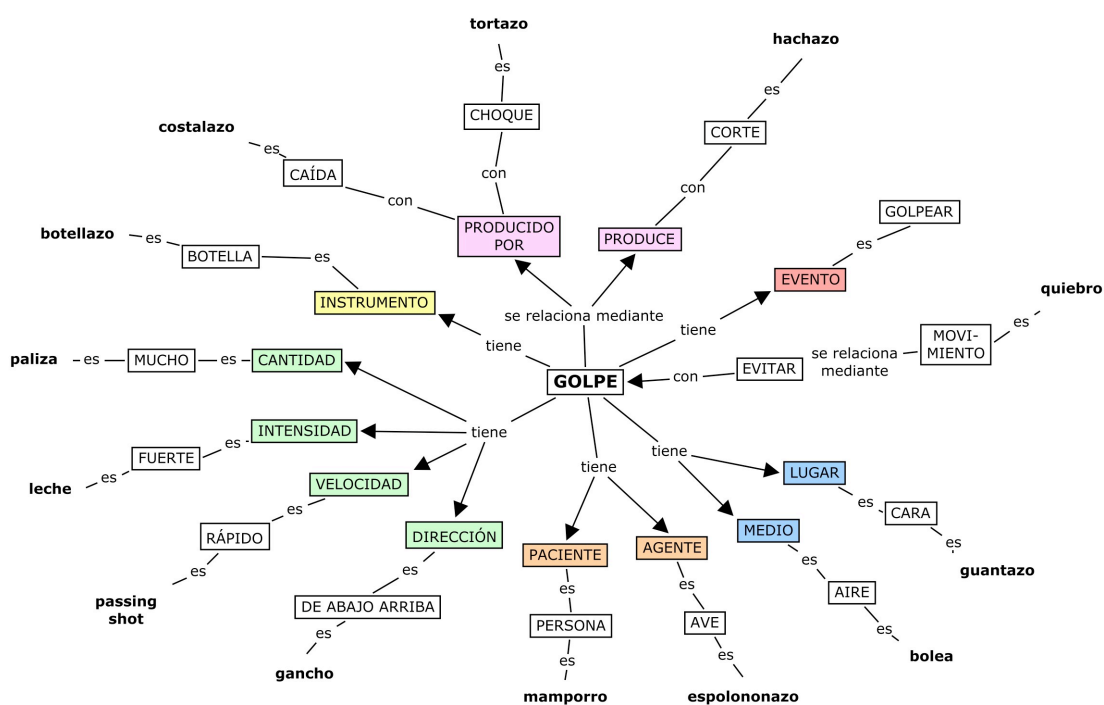 tortazo
hachazo
es
es
CHOQUE
costalazo
CORTE
es
CAÍDA
con
con
con
GOLPEAR
botellazo
es
PRODUCIDO
POR
PRODUCE
es
BOTELLA
es
EVENTO
quiebro
INSTRUMENTO
se relaciona mediante
es
tiene
tiene
MOVI-
MIENTO
paliza
es
MUCHO
es
CANTIDAD
se relaciona
mediante
GOLPE
con
EVITAR
INTENSIDAD
tiene
es
FUERTE
tiene
es
leche
tiene
LUGAR
VELOCIDAD
es
es
CARA
RÁPIDO
DIRECCIÓN
MEDIO
es
PACIENTE
AGENTE
es
guantazo
es
es
es
es
AIRE
passing
shot
DE ABAJO ARRIBA
PERSONA
AVE
es
es
es
es
bolea
gancho
mamporro
espolononazo